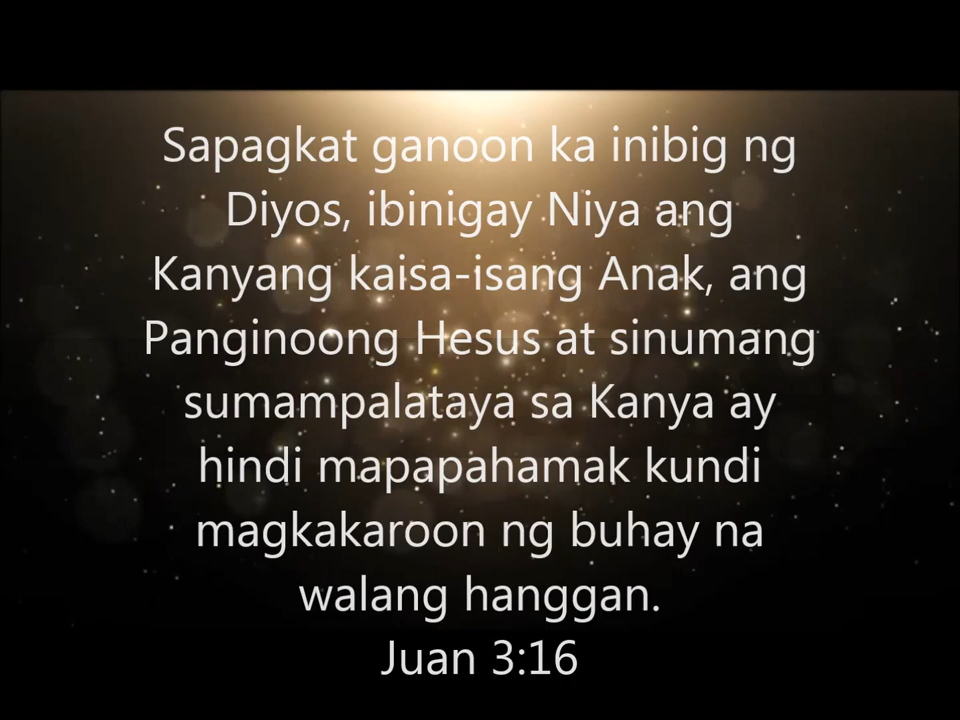 Sapagkat ganoon ka inibig ng
Diyos, ibinigay Niya ang
Kanyang kaisa-isang Anak, ang
Panginoong Hesus at sinumang
sumampalataya sa Kanya ay
hindi mapapahamak kundi
magkakaroon ng buhay na
walang hanggan.
Juan 3:16